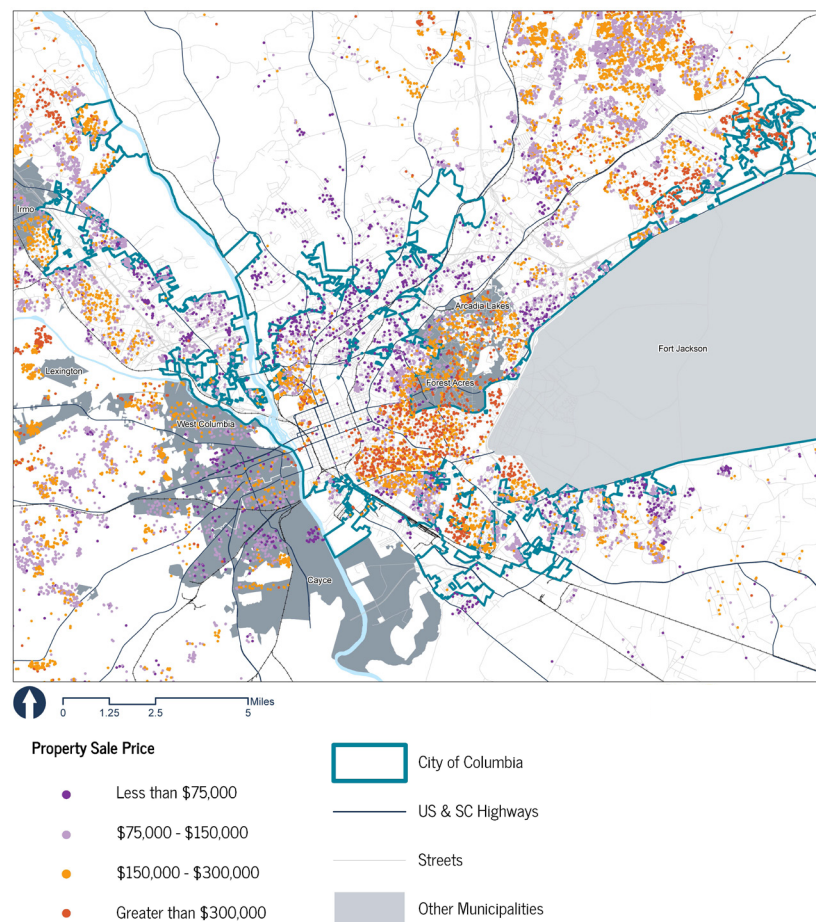 Irmo
Arcadia Lakes
Fort Jackson
Lexington
Forest Acres
West Columbia
Cayce
Miles
0 1.25 2.5 5
Property Sale Price
Less than $75,000
$75,000 - $150,000
$150,000 - $300,000
Greater than $300,000
City of Columbia
US & SC Highways
Streets
Other Municipalities